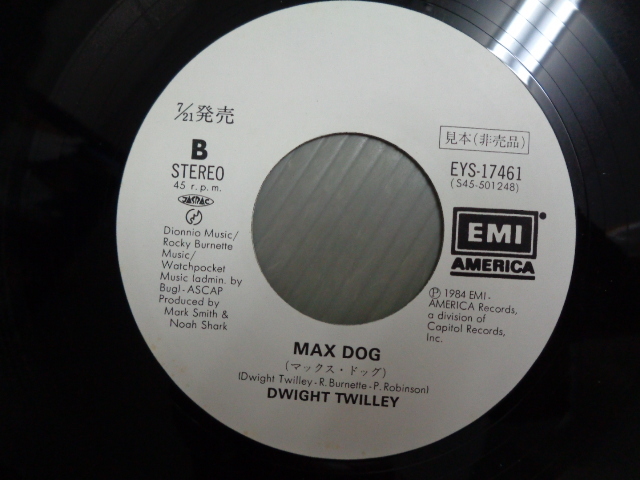 7/21発売
B
STEREO
45 r.p.m.
JASRAC
Dionnio Music/
Rocky Burnette
Music/
Watchpocket
Music (admin. by
Bug)-ASCAP
Produced by
Mark Smith &
Noah Shark
見本(非売品)
EYS-17461
(S45-501248)
EMI
AMERICA
Ⓟ 1984 EMI-
AMERICA Records,
a division of
Capitol Records,
Inc.
MAX DOG
(マックス・ドッグ)
(Dwight Twilley-R. Burnette-P. Robinson)
DWIGHT TWILLEY